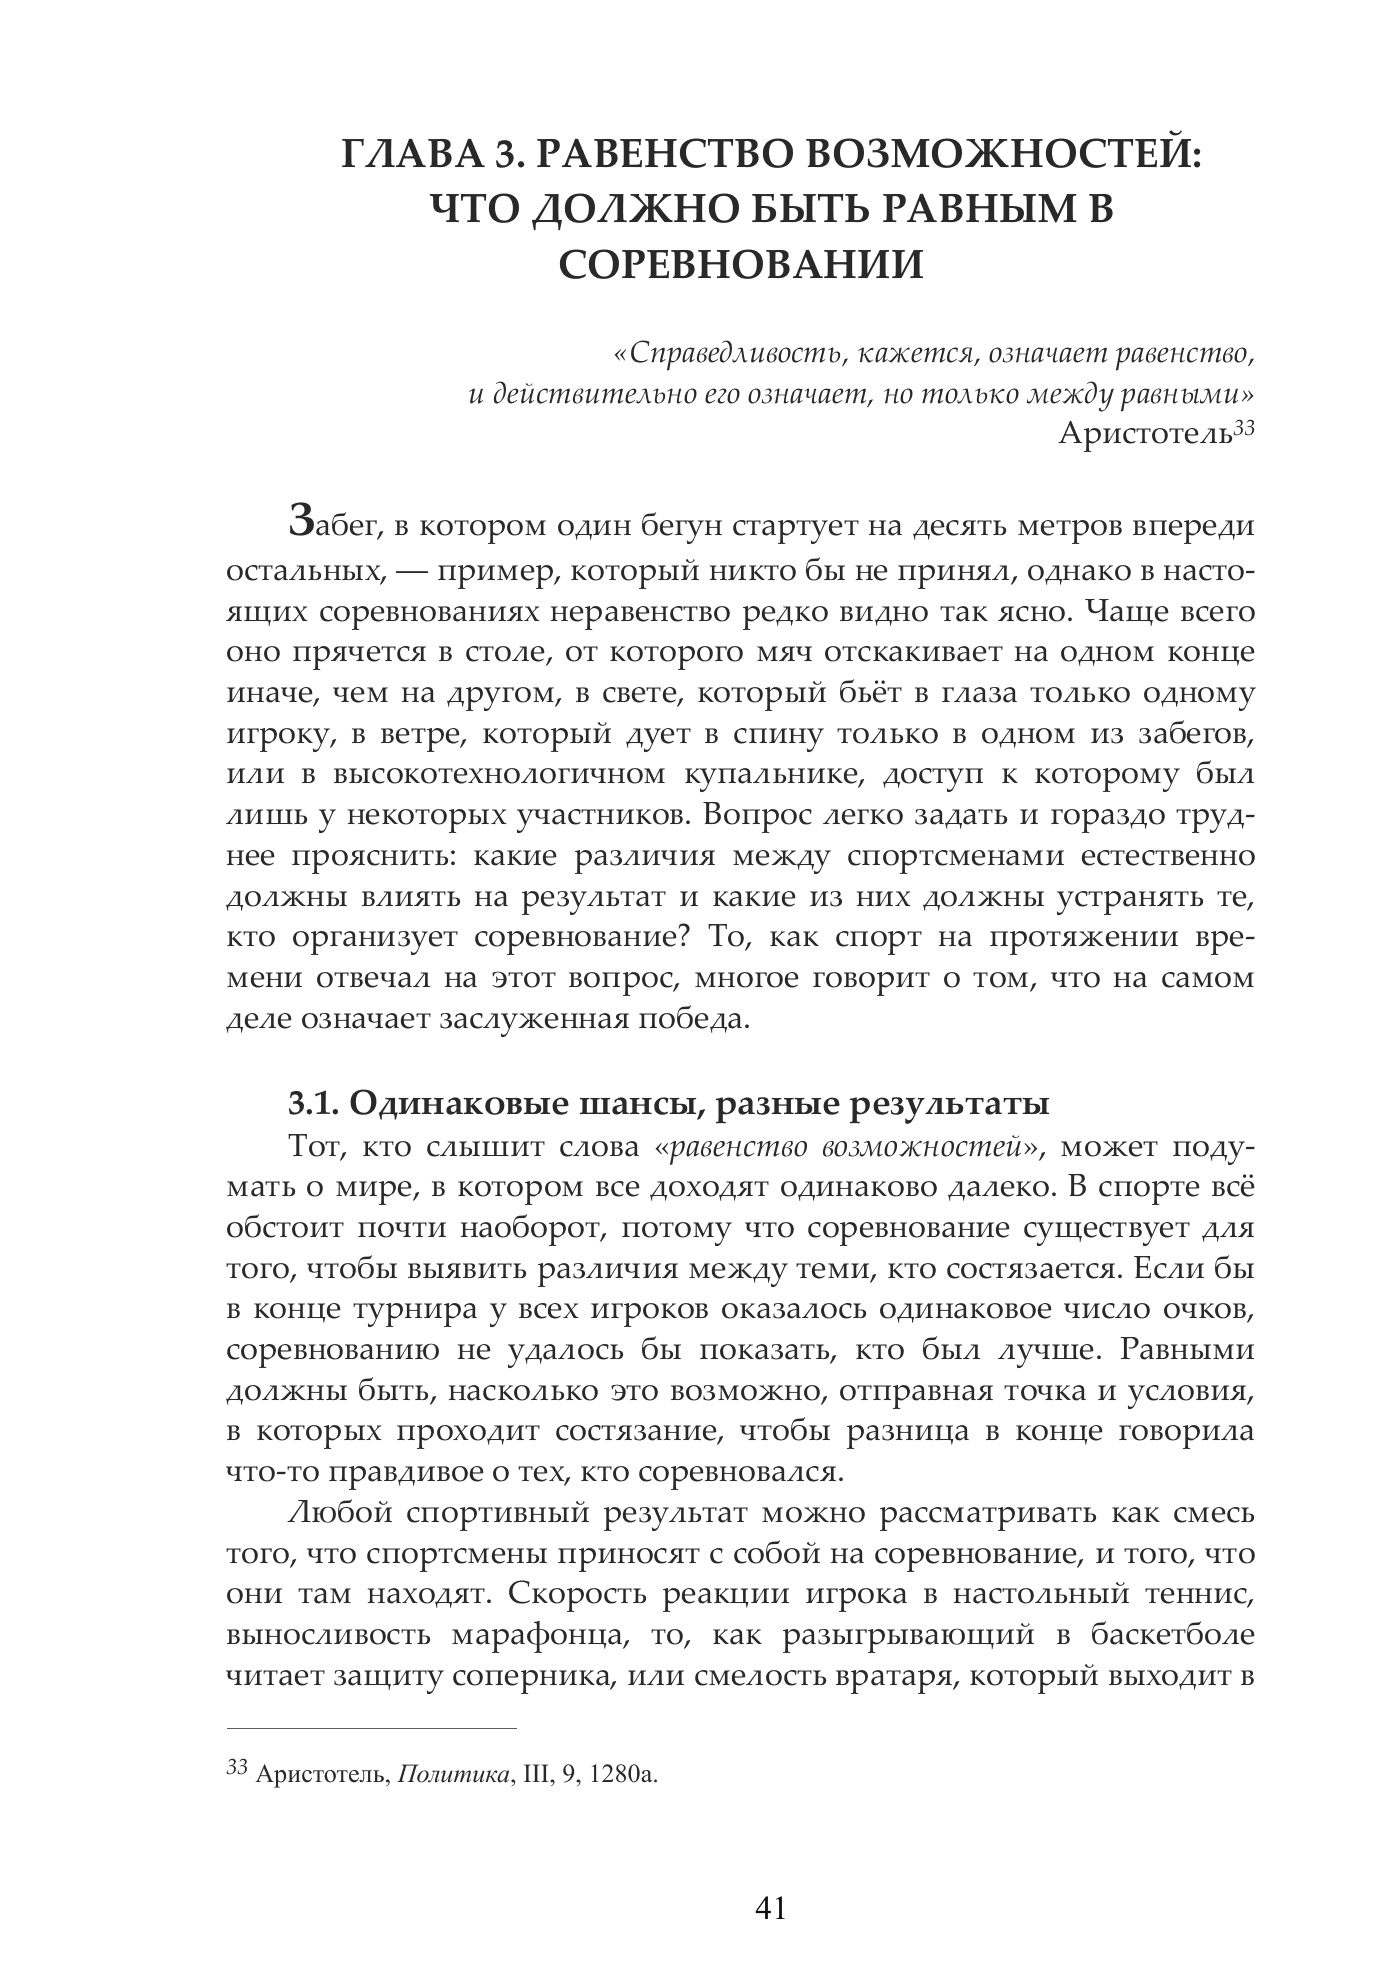 ГЛАВА 3. РАВЕНСТВО ВОЗМОЖНОСТЕЙ:
ЧТО ДОЛЖНО БЫТЬ РАВНЫМ В
СОРЕВНОВАНИИ
«Справедливость, кажется, означает равенство,
и действительно его означает, но только между равными»
Аристотель33
Забег, в котором один бегун стартует на десять метров впереди
остальных, — пример, который никто бы не принял, однако в насто-
ящих соревнованиях неравенство редко видно так ясно. Чаще всего
оно прячется в столе, от которого мяч отскакивает на одном конце
иначе, чем на другом, в свете, который бьёт в глаза только одному
игроку, в ветре, который дует в спину только в одном из забегов,
или в высокотехнологичном купальнике, доступ к которому был
лишь у некоторых участников. Вопрос легко задать и гораздо труд-
нее прояснить: какие различия между спортсменами естественно
должны влиять на результат и какие из них должны устранять те,
кто организует соревнование? То, как спорт на протяжении вре-
мени отвечал на этот вопрос, многое говорит о том, что на самом
деле означает заслуженная победа.
3.1. Одинаковые шансы, разные результаты
Тот, кто слышит слова «равенство возможностей», может поду-
мать о мире, в котором все доходят одинаково далеко. В спорте всё
обстоит почти наоборот, потому что соревнование существует для
того, чтобы выявить различия между теми, кто состязается. Если бы
в конце турнира у всех игроков оказалось одинаковое число очков,
соревнованию не удалось бы показать, кто был лучше. Равными
должны быть, насколько это возможно, отправная точка и условия,
в которых проходит состязание, чтобы разница в конце говорила
что-то правдивое о тех, кто соревновался.
Любой спортивный результат можно рассматривать как смесь
того, что спортсмены приносят с собой на соревнование, и того, что
они там находят. Скорость реакции игрока в настольный теннис,
выносливость марафонца, то, как разыгрывающий в баскетболе
читает защиту соперника, или смелость вратаря, который выходит в
33 Аристотель, Политика, III, 9, 1280a.
41